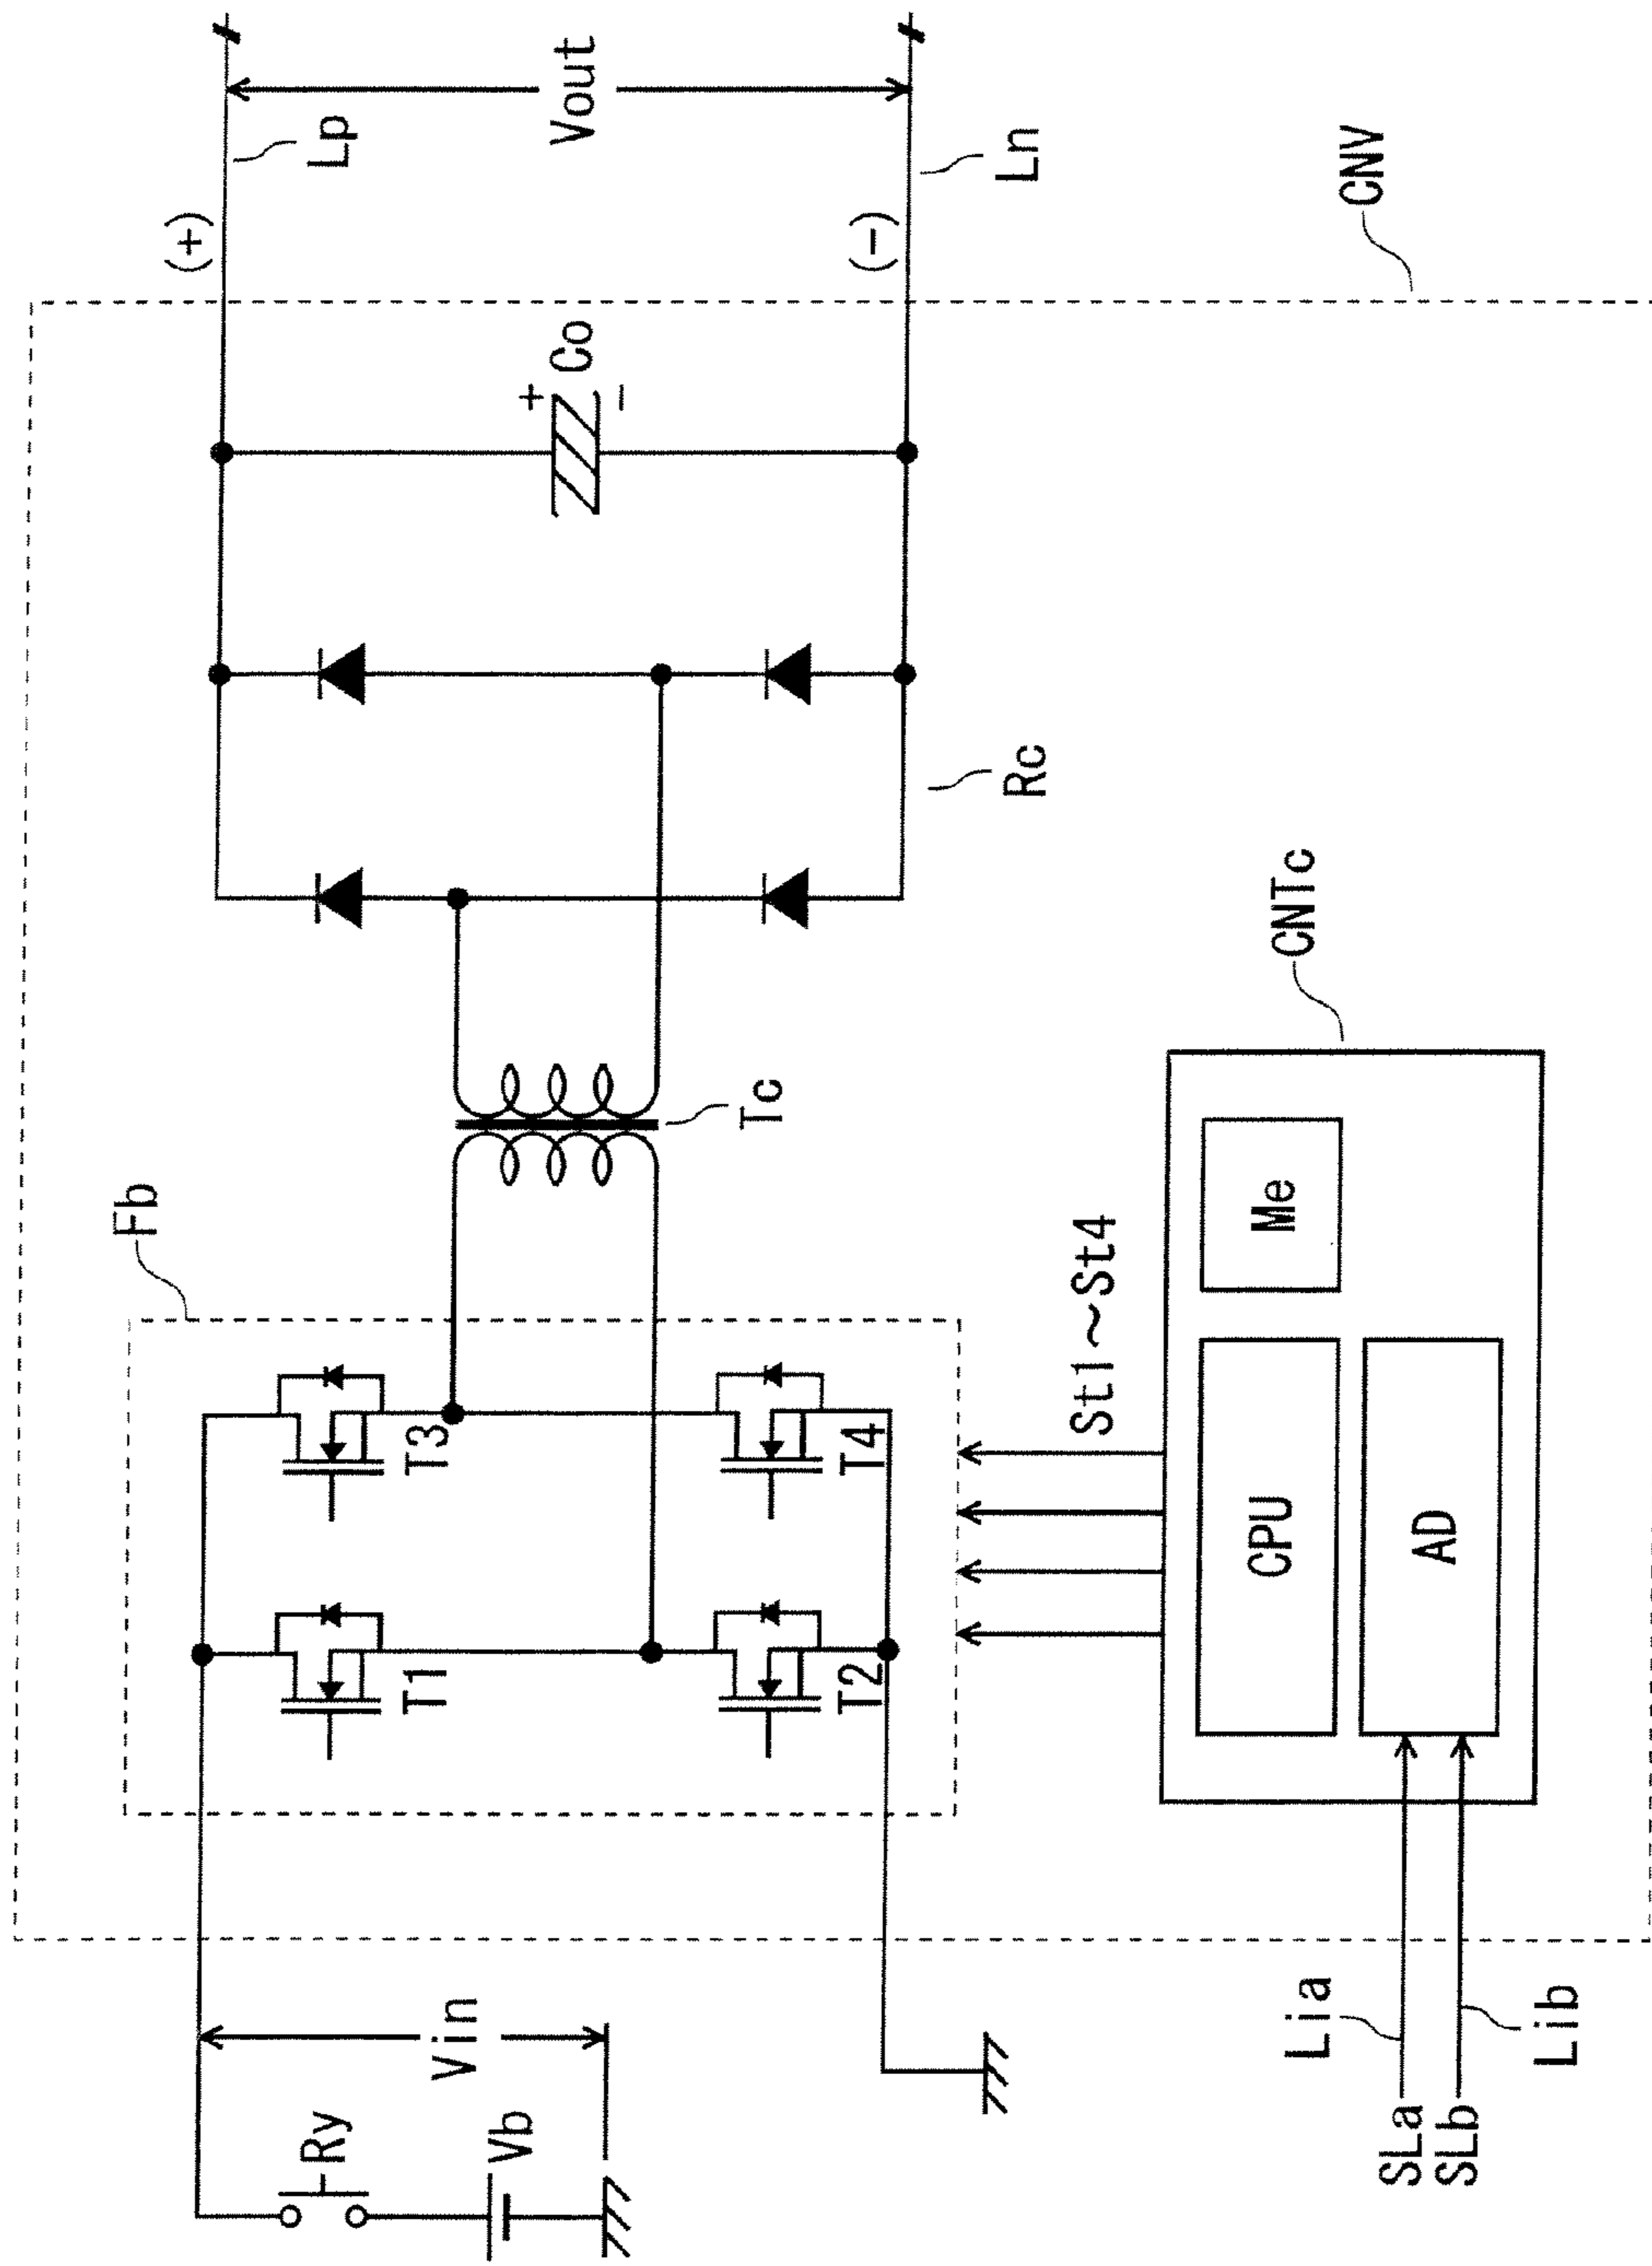 Fb
T1
T3
T2
T4
Tc
Rc
+
Co
−
(+)
Lp
Vout
(-)
Ln
CNV
Ry
Vb
Vin
St1~St4
CNTc
CPU
Me
AD
Lia
SLa
SLb
Lib